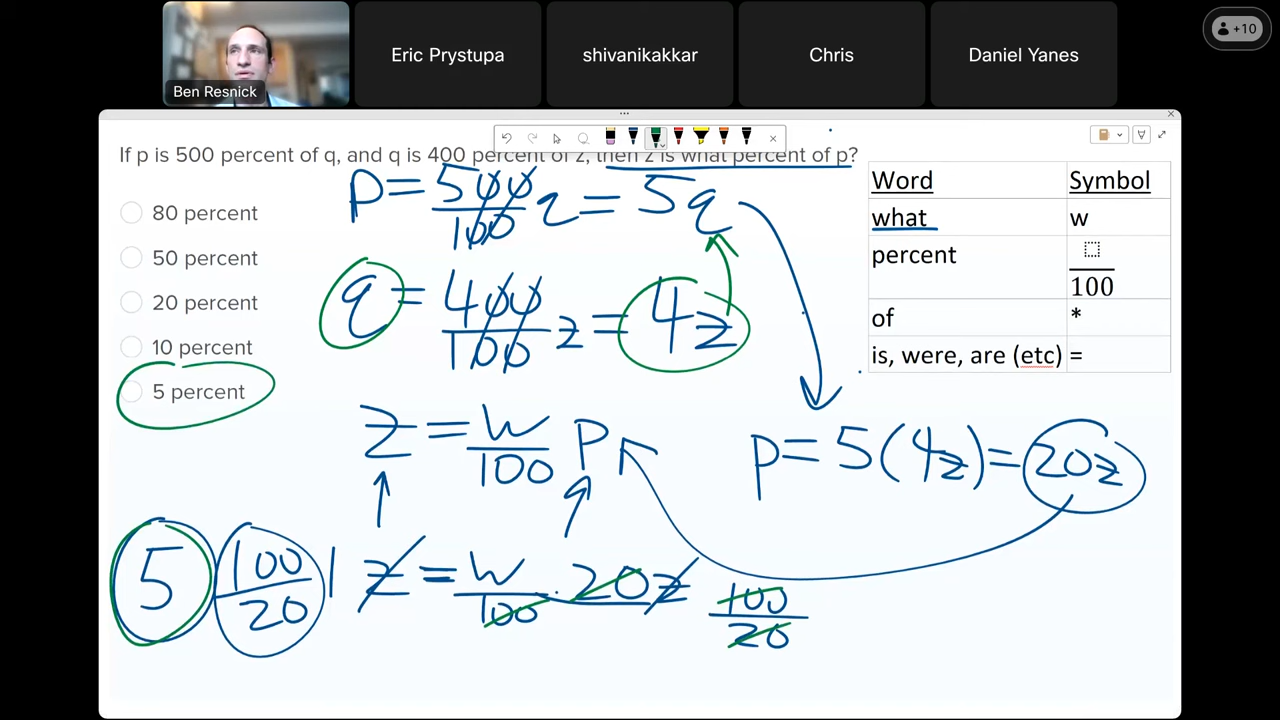 Ben Resnick
Eric Prystupa
shivanikakkar
Chris
Daniel Yanes
+10
If p is 500 percent of q, and q is 400 percent of z, then z is what percent of p?
80 percent
50 percent
20 percent
10 percent
5 percent
Word Symbol
what w
percent 100
of *
is, were, are (etc) =
p = 500/100 q = 5q
q = 400/100 z = 4z
z = w/100 p
p = 5(4z) = 20z
5 100/20 1 z = w/100 · 20z 100/20